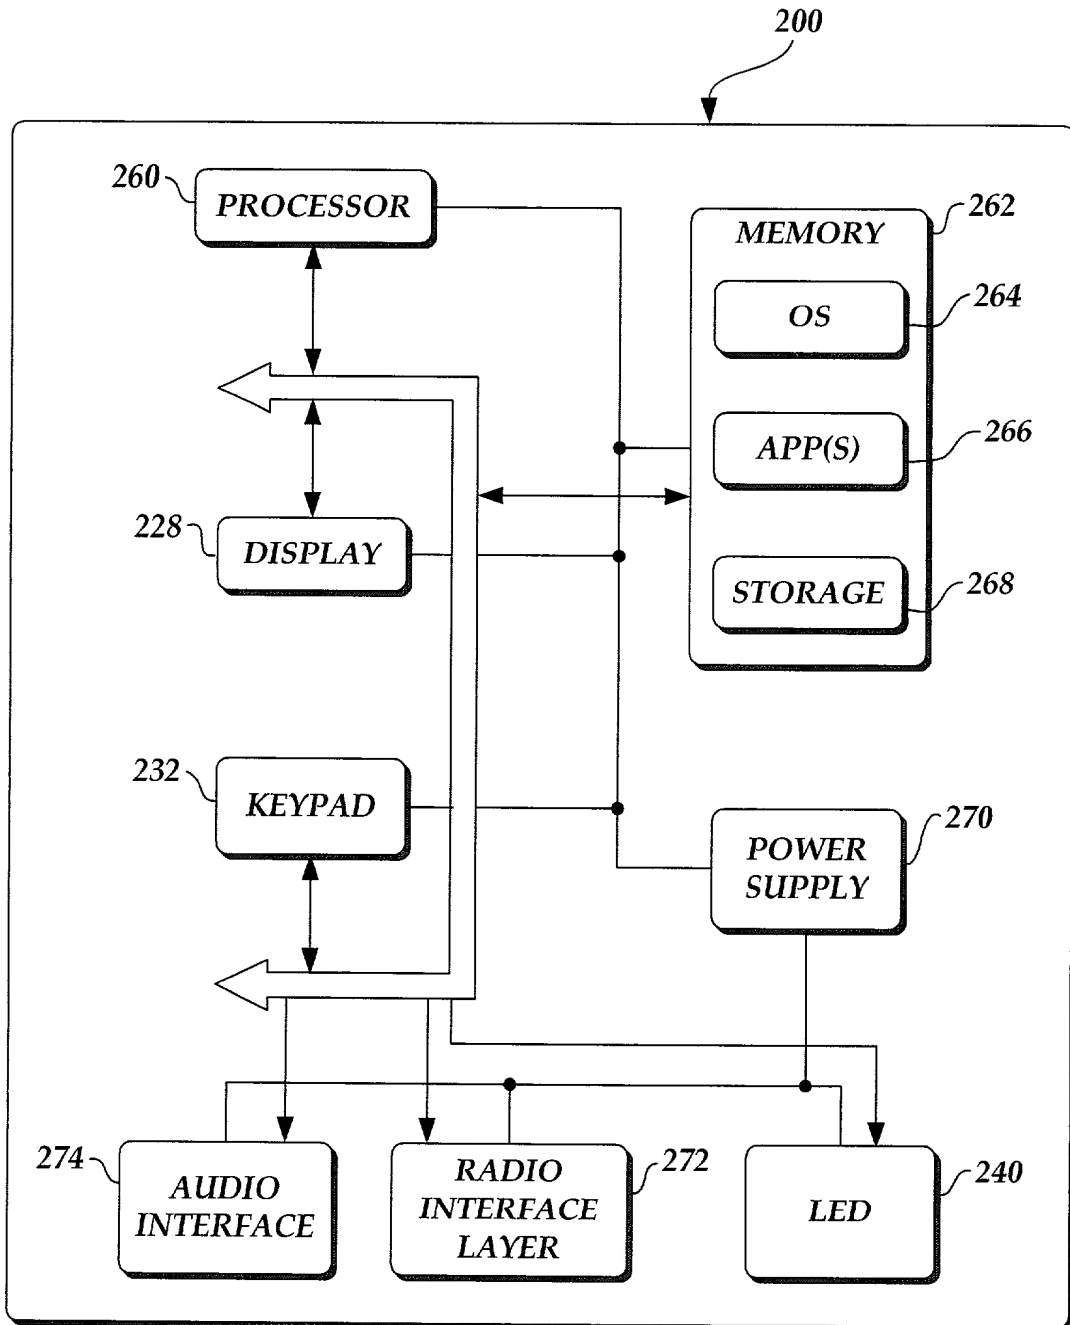 200
260
PROCESSOR
MEMORY
262
OS
264
APP(S)
266
228
DISPLAY
STORAGE
268
232
KEYPAD
POWER
SUPPLY
270
274
AUDIO
INTERFACE
RADIO
INTERFACE
LAYER
272
LED
240